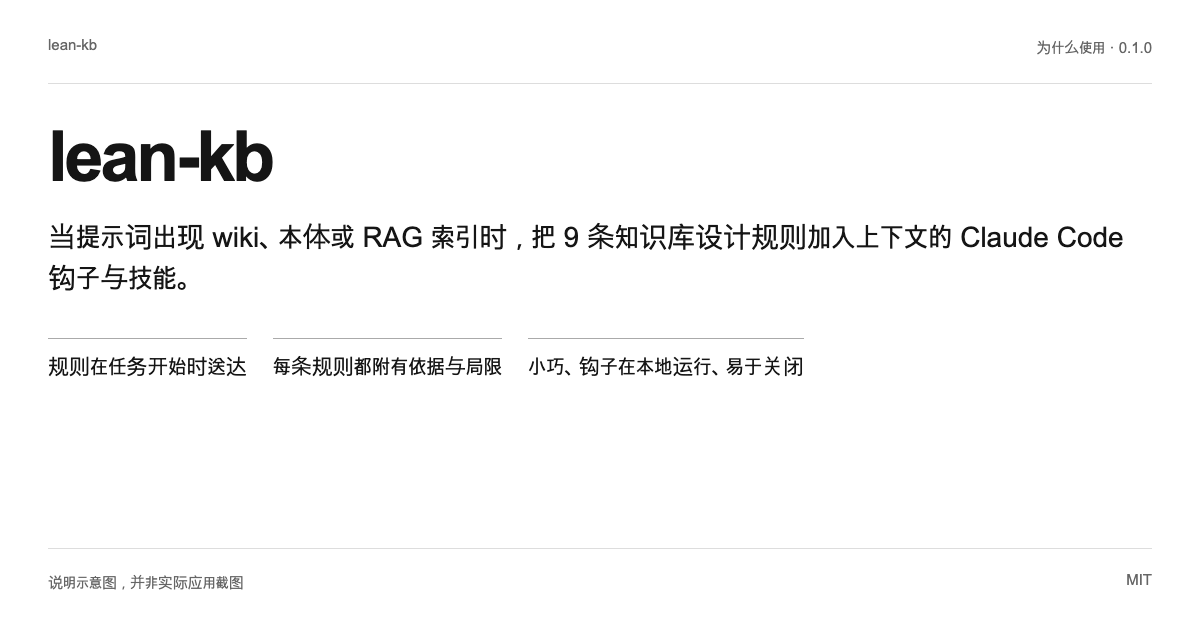 lean-kb
为什么使用 · 0.1.0
lean-kb
当提示词出现 wiki、本体或 RAG 索引时，把 9 条知识库设计规则加入上下文的 Claude Code
钩子与技能。
规则在任务开始时送达
每条规则都附有依据与局限
小巧、钩子在本地运行、易于关闭
说明示意图，并非实际应用截图
MIT